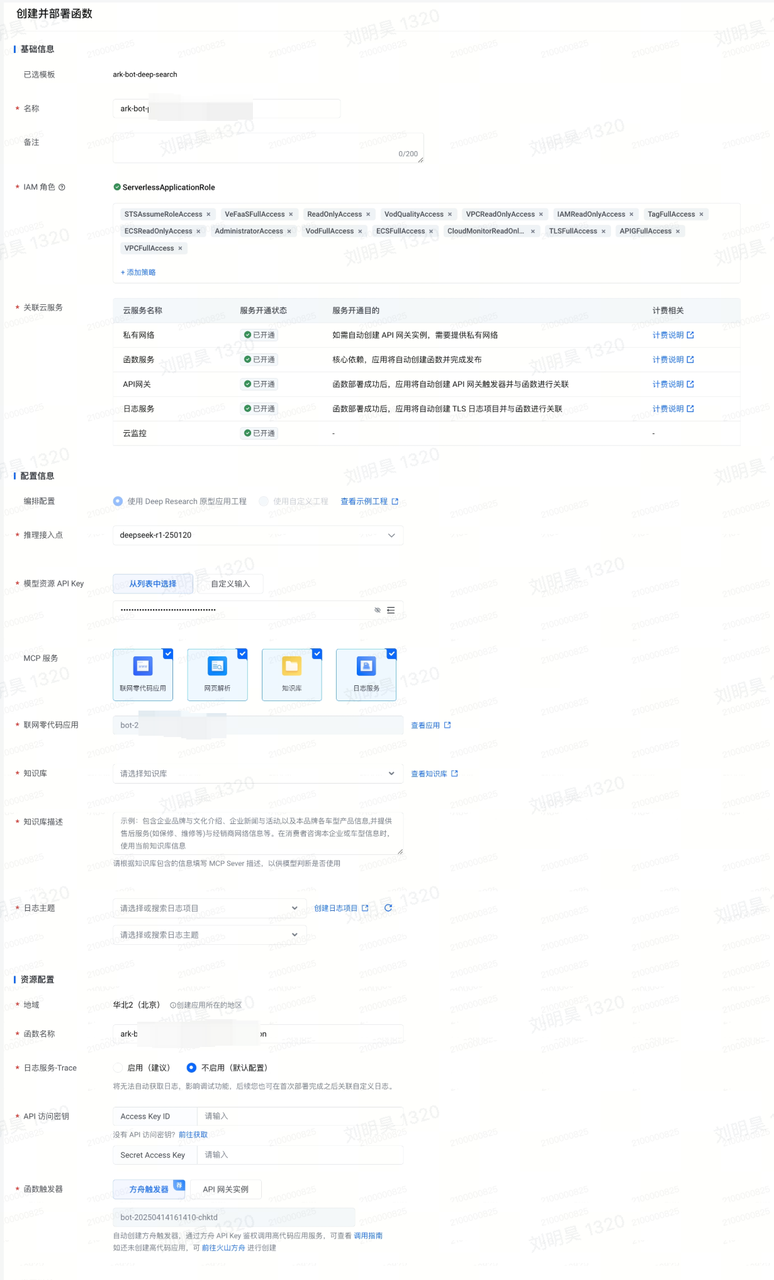 创建并部署函数
基础信息
已选模板 ark-bot-deep-search
* 名称 ark-bot-
备注
0/200
* IAM 角色 ServerlessApplicationRole
STSAssumeRoleAccess × VeFaaSFullAccess × ReadOnlyAccess × VodQualityAccess × VPCReadOnlyAccess × IAMReadOnlyAccess × TagFullAccess ×
ECSReadOnlyAccess × AdministratorAccess × VodFullAccess × ECSFullAccess × CloudMonitorReadOnl... × TLSFullAccess × APIGFullAccess ×
VPCFullAccess ×
+ 添加策略
* 关联云服务 云服务名称 服务开通状态 服务开通目的 计费相关
私有网络 已开通 如需自动创建 API 网关实例，需要提供私有网络 计费说明
函数服务 已开通 核心依赖，应用将自动创建函数并完成发布 计费说明
API网关 已开通 函数部署成功后，应用将自动创建 API 网关触发器并与函数进行关联 计费说明
日志服务 已开通 函数部署成功后，应用将自动创建 TLS 日志项目并与函数进行关联 计费说明
云监控 已开通 - -
配置信息
编排配置 使用 Deep Research 原型应用工程 使用自定义工程 查看示例工程
* 推理接入点 deepseek-r1-250120
* 模型资源 API Key 从列表中选择 自定义输入
MCP 服务
联网零代码应用 网页解析 知识库 日志服务
* 联网零代码应用 bot-2 查看应用
* 知识库 请选择知识库 查看知识库
* 知识库描述 示例：包含企业品牌与文化介绍、企业新闻与活动,以及本品牌各车型产品信息,并提供
售后服务(如保修、维修等)与经销商网络信息等。在消费者咨询本企业或车型信息时，
使用当前知识库信息
请根据知识库包含的信息填写 MCP Sever 描述，以供模型判断是否使用
* 日志主题 请选择或搜索日志项目 创建日志项目
请选择或搜索日志主题
资源配置
* 地域 华北2（北京） 创建应用所在的地区
* 函数名称 ark-b on
* 日志服务-Trace 启用（建议） 不启用（默认配置）
将无法自动获取日志，影响调试功能，后续您也可在首次部署完成之后关联自定义日志。
* API 访问密钥 Access Key ID 请输入
没有 API 访问密钥？前往获取
Secret Access Key 请输入
* 函数触发器 方舟触发器 荐 API 网关实例
bot-20250414161410-chktd
自动创建方舟触发器，通过方舟 API Key 鉴权调用高代码应用服务，可查看 调用指南
如还未创建高代码应用，可 前往火山方舟 进行创建
刘明昊 1320